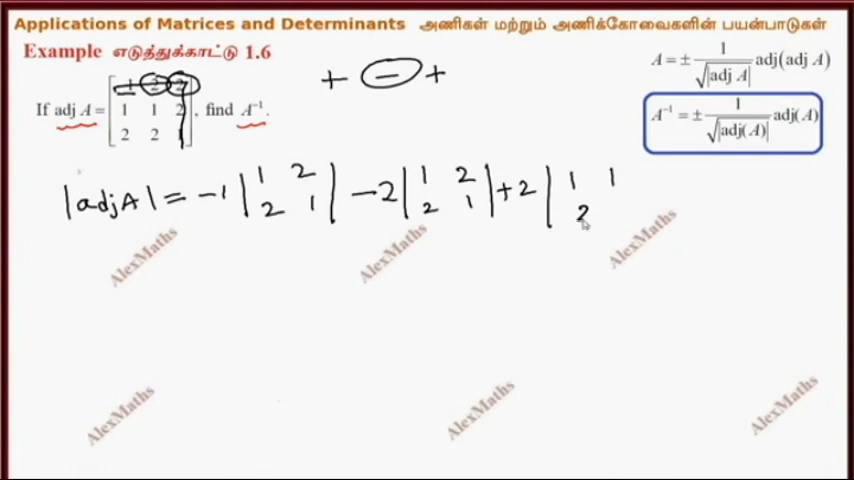 Applications of Matrices and Determinants அணிகள் மற்றும் அணிக்கோவைகளின் பயன்பாடுகள்
Example எடுத்துக்காட்டு 1.6
If adj A = [ -1 2 2
1 1 2
2 2 1 ], find A⁻¹.
+ - +
A = ± 1/√|adj A| adj(adj A)
A⁻¹ = ± 1/√|adj(A)| adj(A)
|adj A| = -1 | 1 2 | - 2 | 1 2 | + 2 | 1 1
2 1 2 1 2
AlexMaths AlexMaths AlexMaths
AlexMaths AlexMaths AlexMaths